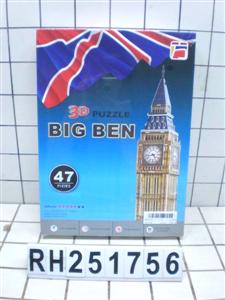 3D PUZZLE
BIG BEN
47
PIECES
RH251756